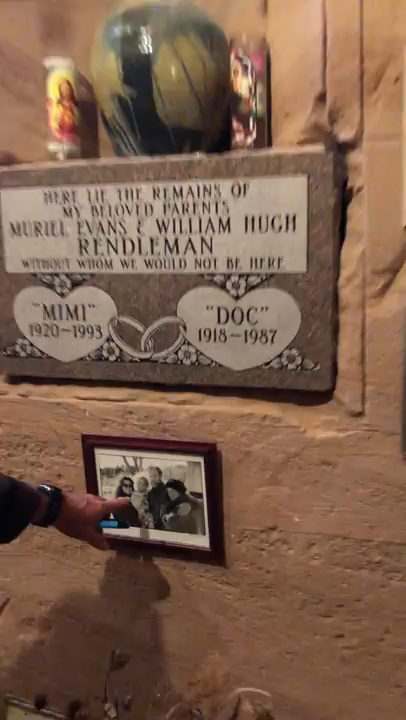 HERE LIE THE REMAINS OF
MY BELOVED PARENTS
MURIEL EVANS & WILLIAM HUGH
RENDLEMAN
WITHOUT WHOM WE WOULD NOT BE HERE
"MIMI"
1920-1993
"DOC"
1918-1987